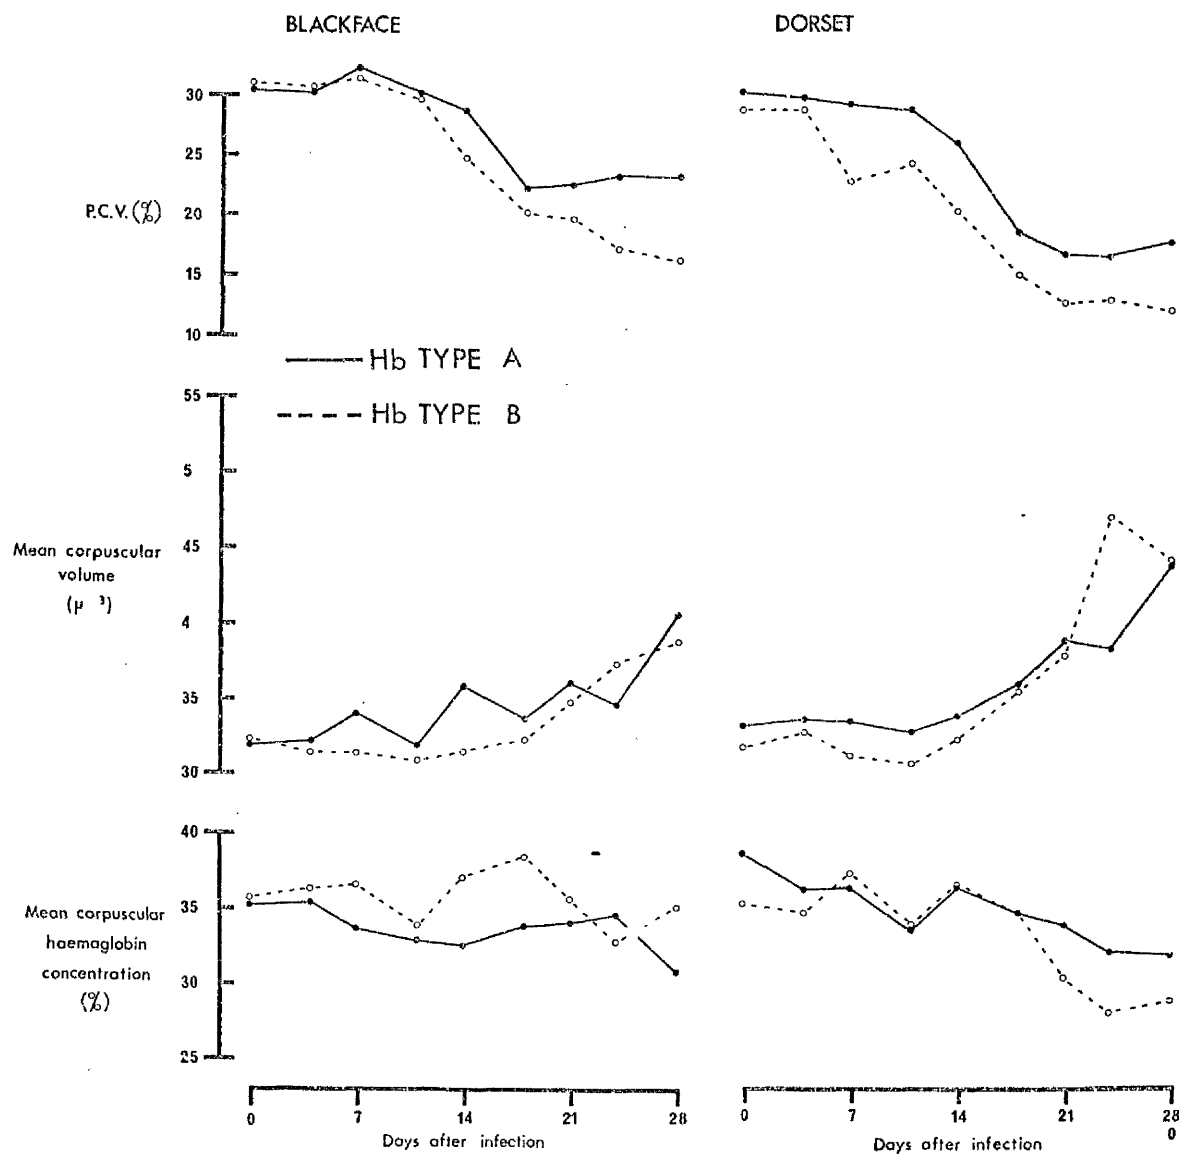 BLACKFACE DORSET
30
25
P.C.V. (%)
20
15
10
Hb TYPE A
Hb TYPE B
55
5
Mean corpuscular
volume
(μ ³)
45
4
35
30
40
Mean corpuscular
haemaglobin
concentration
(%)
35
30
25
0 7 14 21 28
Days after infection
0 7 14 21 28
0
Days after infection